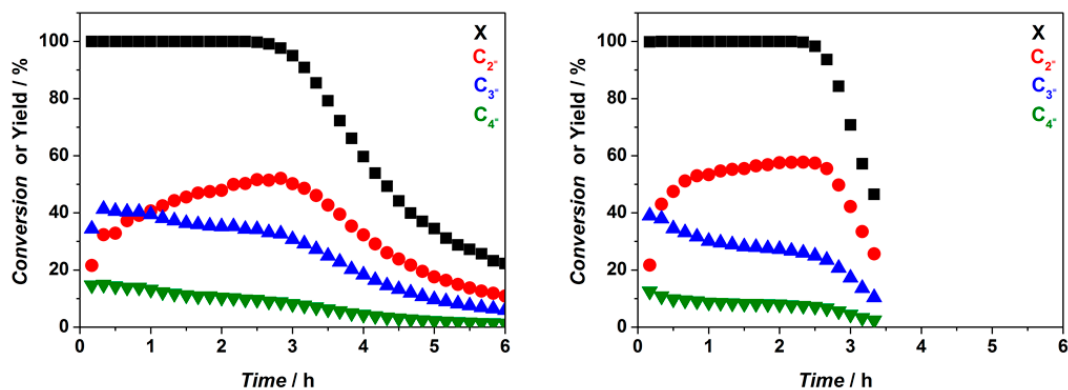 Conversion or Yield / %
100
80
60
40
20
0
0 1 2 3 4 5 6
Time / h
X
C2=
C3=
C4=
Conversion or Yield / %
100
80
60
40
20
0
0 1 2 3 4 5 6
Time / h
X
C2=
C3=
C4=